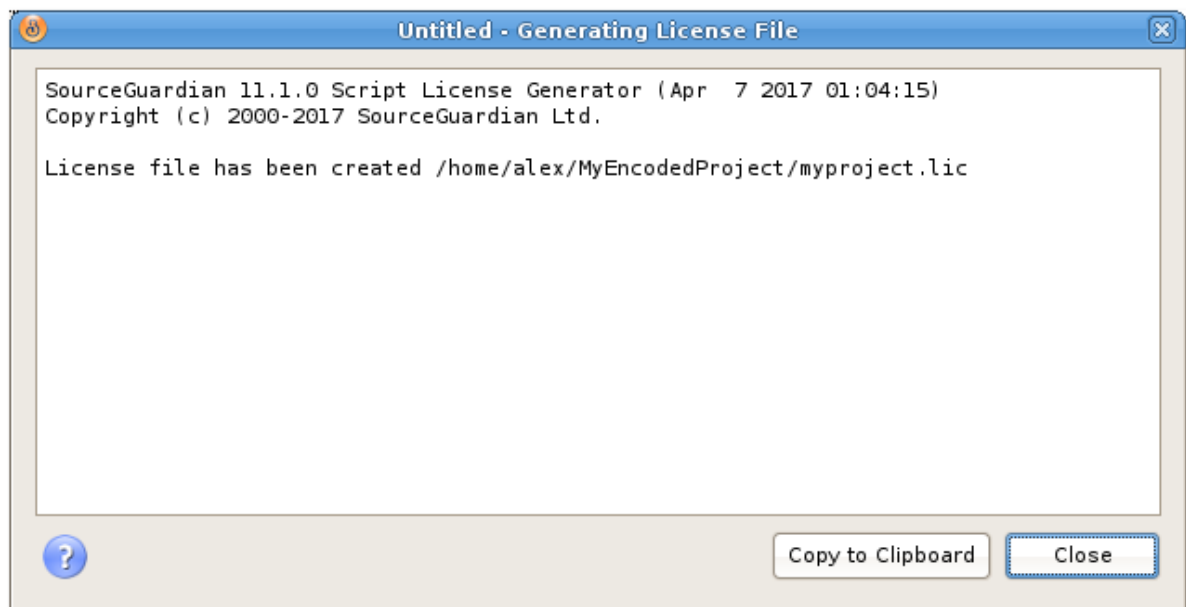 Untitled - Generating License File
SourceGuardian 11.1.0 Script License Generator (Apr  7 2017 01:04:15)
Copyright (c) 2000-2017 SourceGuardian Ltd.
License file has been created /home/alex/MyEncodedProject/myproject.lic
?
Copy to Clipboard
Close